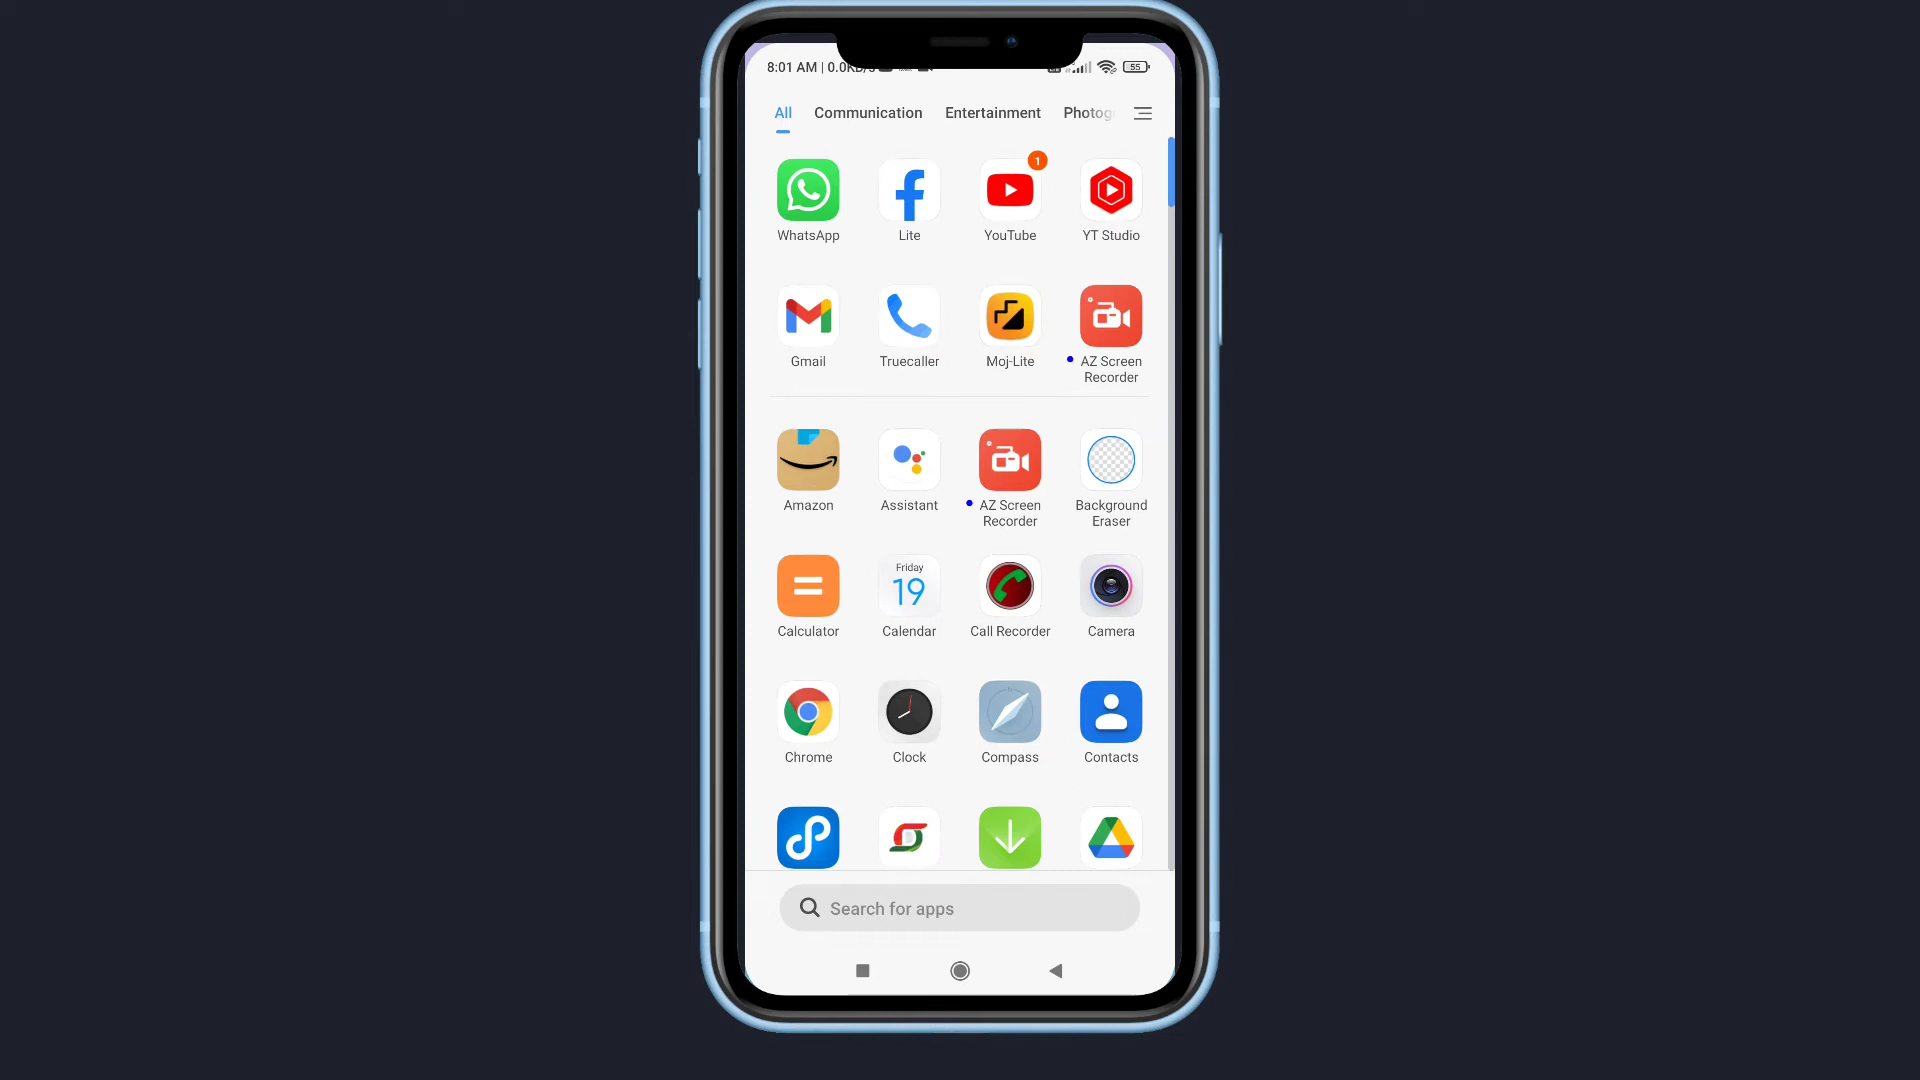 8:01 AM | 0.0KB/s
55
All Communication Entertainment Photog
1
WhatsApp Lite YouTube YT Studio
Gmail Truecaller Moj-Lite AZ Screen
Recorder
Friday
19
Amazon Assistant AZ Screen Background
Recorder Eraser
Calculator Calendar Call Recorder Camera
Chrome Clock Compass Contacts
Search for apps